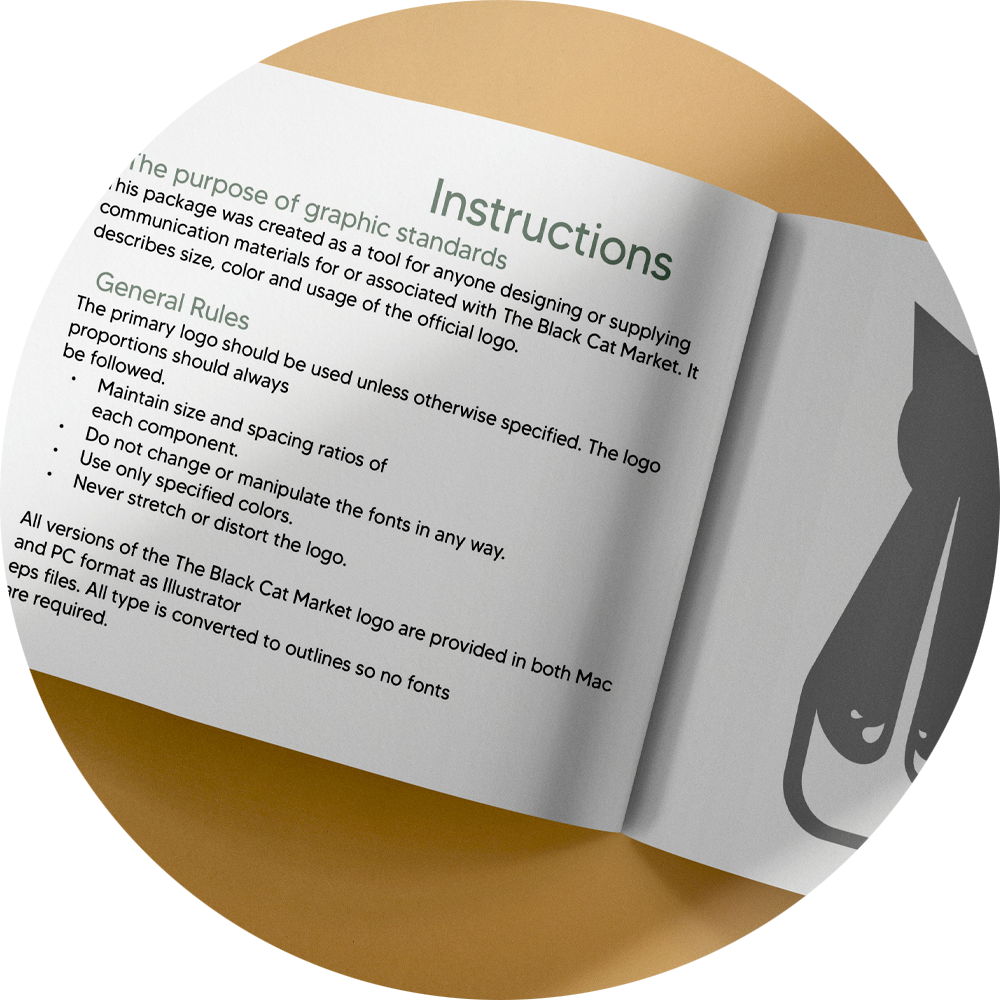 Instructions
The purpose of graphic standards
This package was created as a tool for anyone designing or supplying
communication materials for or associated with The Black Cat Market. It
describes size, color and usage of the official logo.
General Rules
The primary logo should be used unless otherwise specified. The logo
proportions should always
be followed.
• Maintain size and spacing ratios of
each component.
• Do not change or manipulate the fonts in any way.
• Use only specified colors.
• Never stretch or distort the logo.
All versions of the The Black Cat Market logo are provided in both Mac
and PC format as Illustrator
eps files. All type is converted to outlines so no fonts
are required.